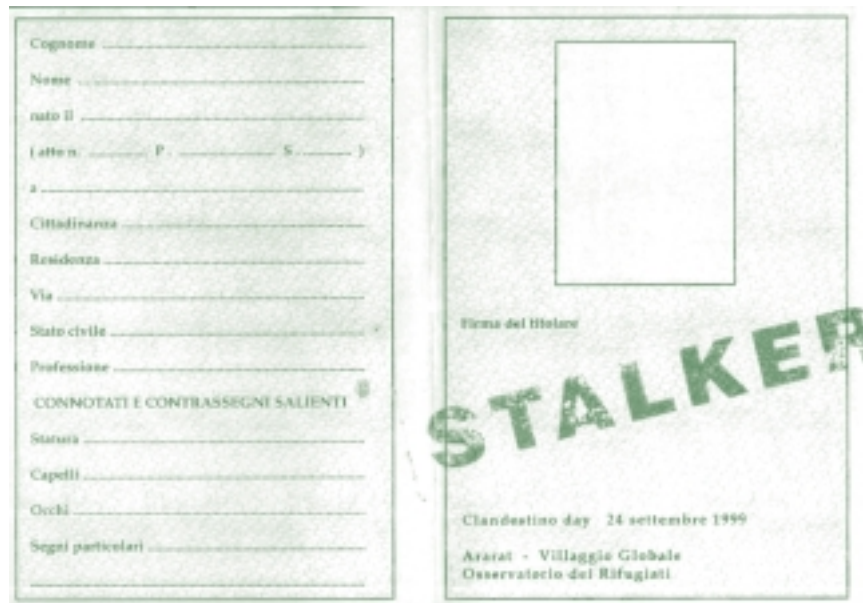 Cognome
Nome
nato il
( atto n. P. S. )
a
Cittadinanza
Residenza
Via
Stato civile
Professione
CONNOTATI E CONTRASSEGNI SALIENTI
Statura
Capelli
Occhi
Segni particolari
Firma del titolare
STALKER
Clandestino day 24 settembre 1999
Ararat - Villaggio Globale
Osservatorio dei Rifugiati